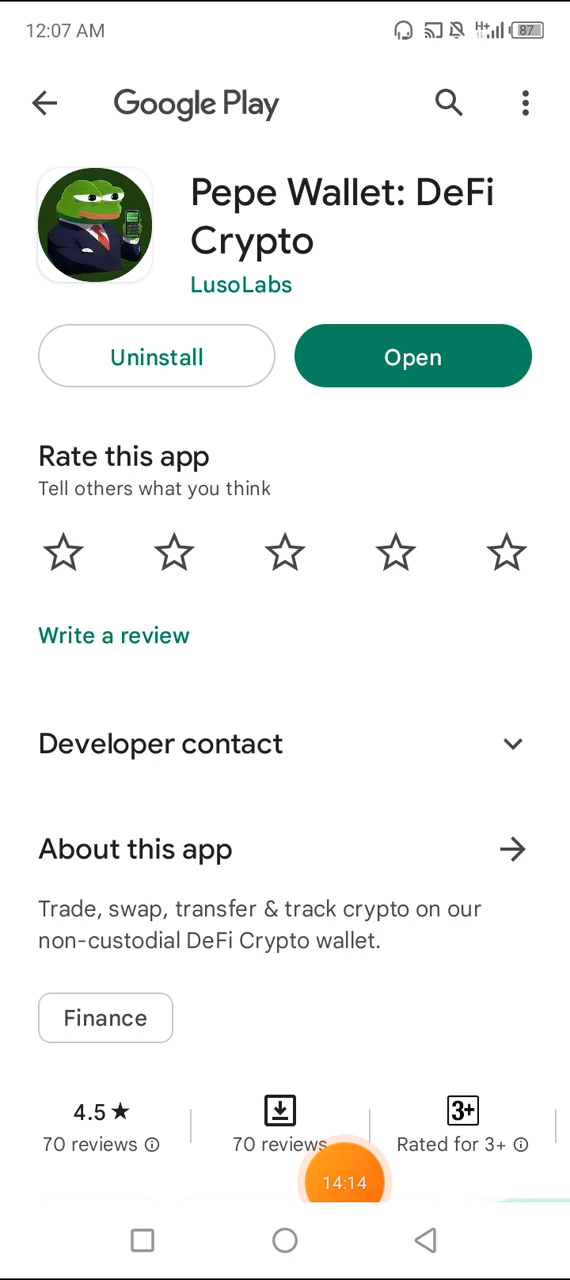 12:07 AM
H+
87
Google Play
Pepe Wallet: DeFi
Crypto
LusoLabs
Uninstall
Open
Rate this app
Tell others what you think
Write a review
Developer contact
About this app
Trade, swap, transfer & track crypto on our
non-custodial DeFi Crypto wallet.
Finance
4.5 ★
3+
70 reviews
70 reviews
Rated for 3+
14:14